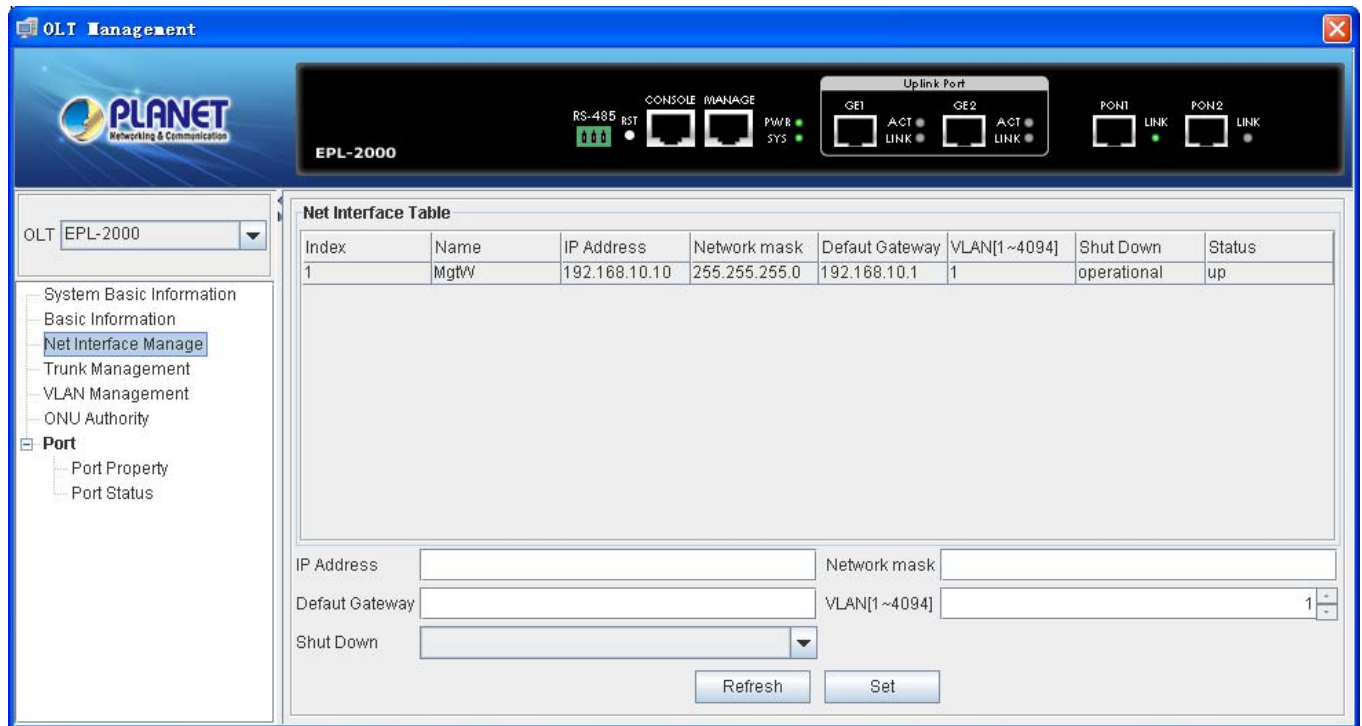 OLT Management
PLANET
Networking & Communication
EPL-2000
RS-485
RST
CONSOLE
MANAGE
PWR
SYS
Uplink Port
GE1
ACT
LINK
GE2
ACT
LINK
PON1
LINK
PON2
LINK
OLT EPL-2000
System Basic Information
Basic Information
Net Interface Manage
Trunk Management
VLAN Management
ONU Authority
Port
Port Property
Port Status
Net Interface Table
Index Name IP Address Network mask Defaut Gateway VLAN[1~4094] Shut Down Status
1 MgtVV 192.168.10.10 255.255.255.0 192.168.10.1 1 operational up
IP Address
Network mask
Defaut Gateway
VLAN[1~4094] 1
Shut Down
Refresh
Set